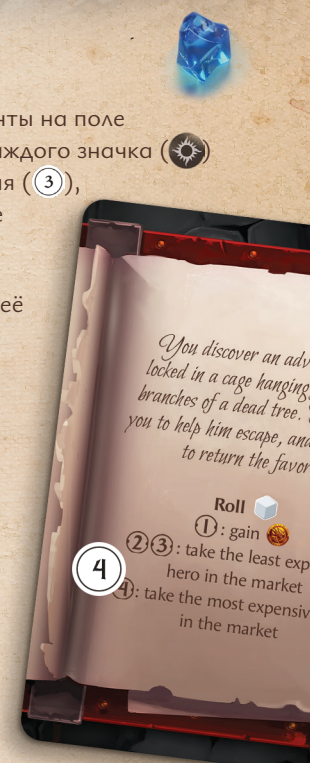 нты на поле
аждого значка ( )
ия (3),
е
её
You discover an adv
locked in a cage hanging
branches of a dead tree.
you to help him escape, and
to return the favor
Roll
1: gain
2 3: take the least exp
hero in the market
4
4: take the most expensiv
in the market